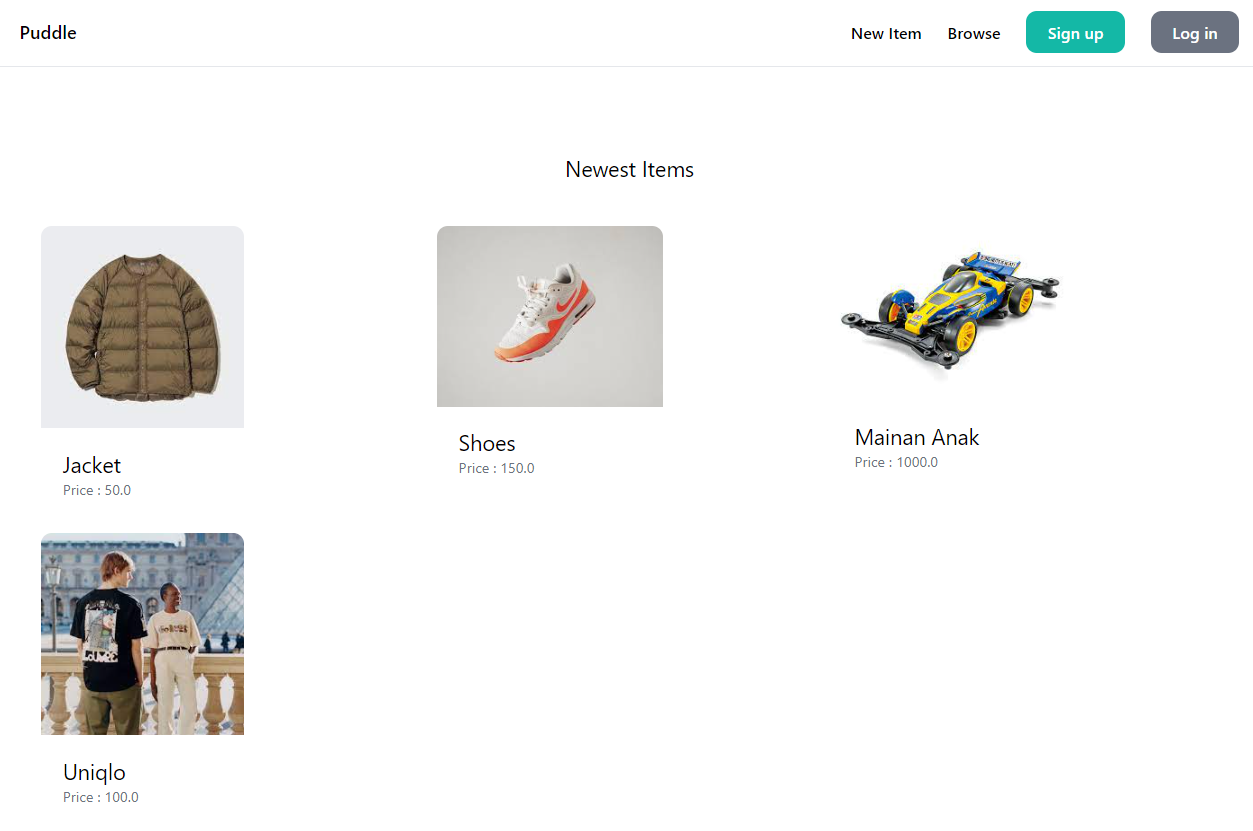 Puddle
New Item
Browse
Sign up
Log in
Newest Items
Jacket
Price : 50.0
Shoes
Price : 150.0
Mainan Anak
Price : 1000.0
Uniqlo
Price : 100.0